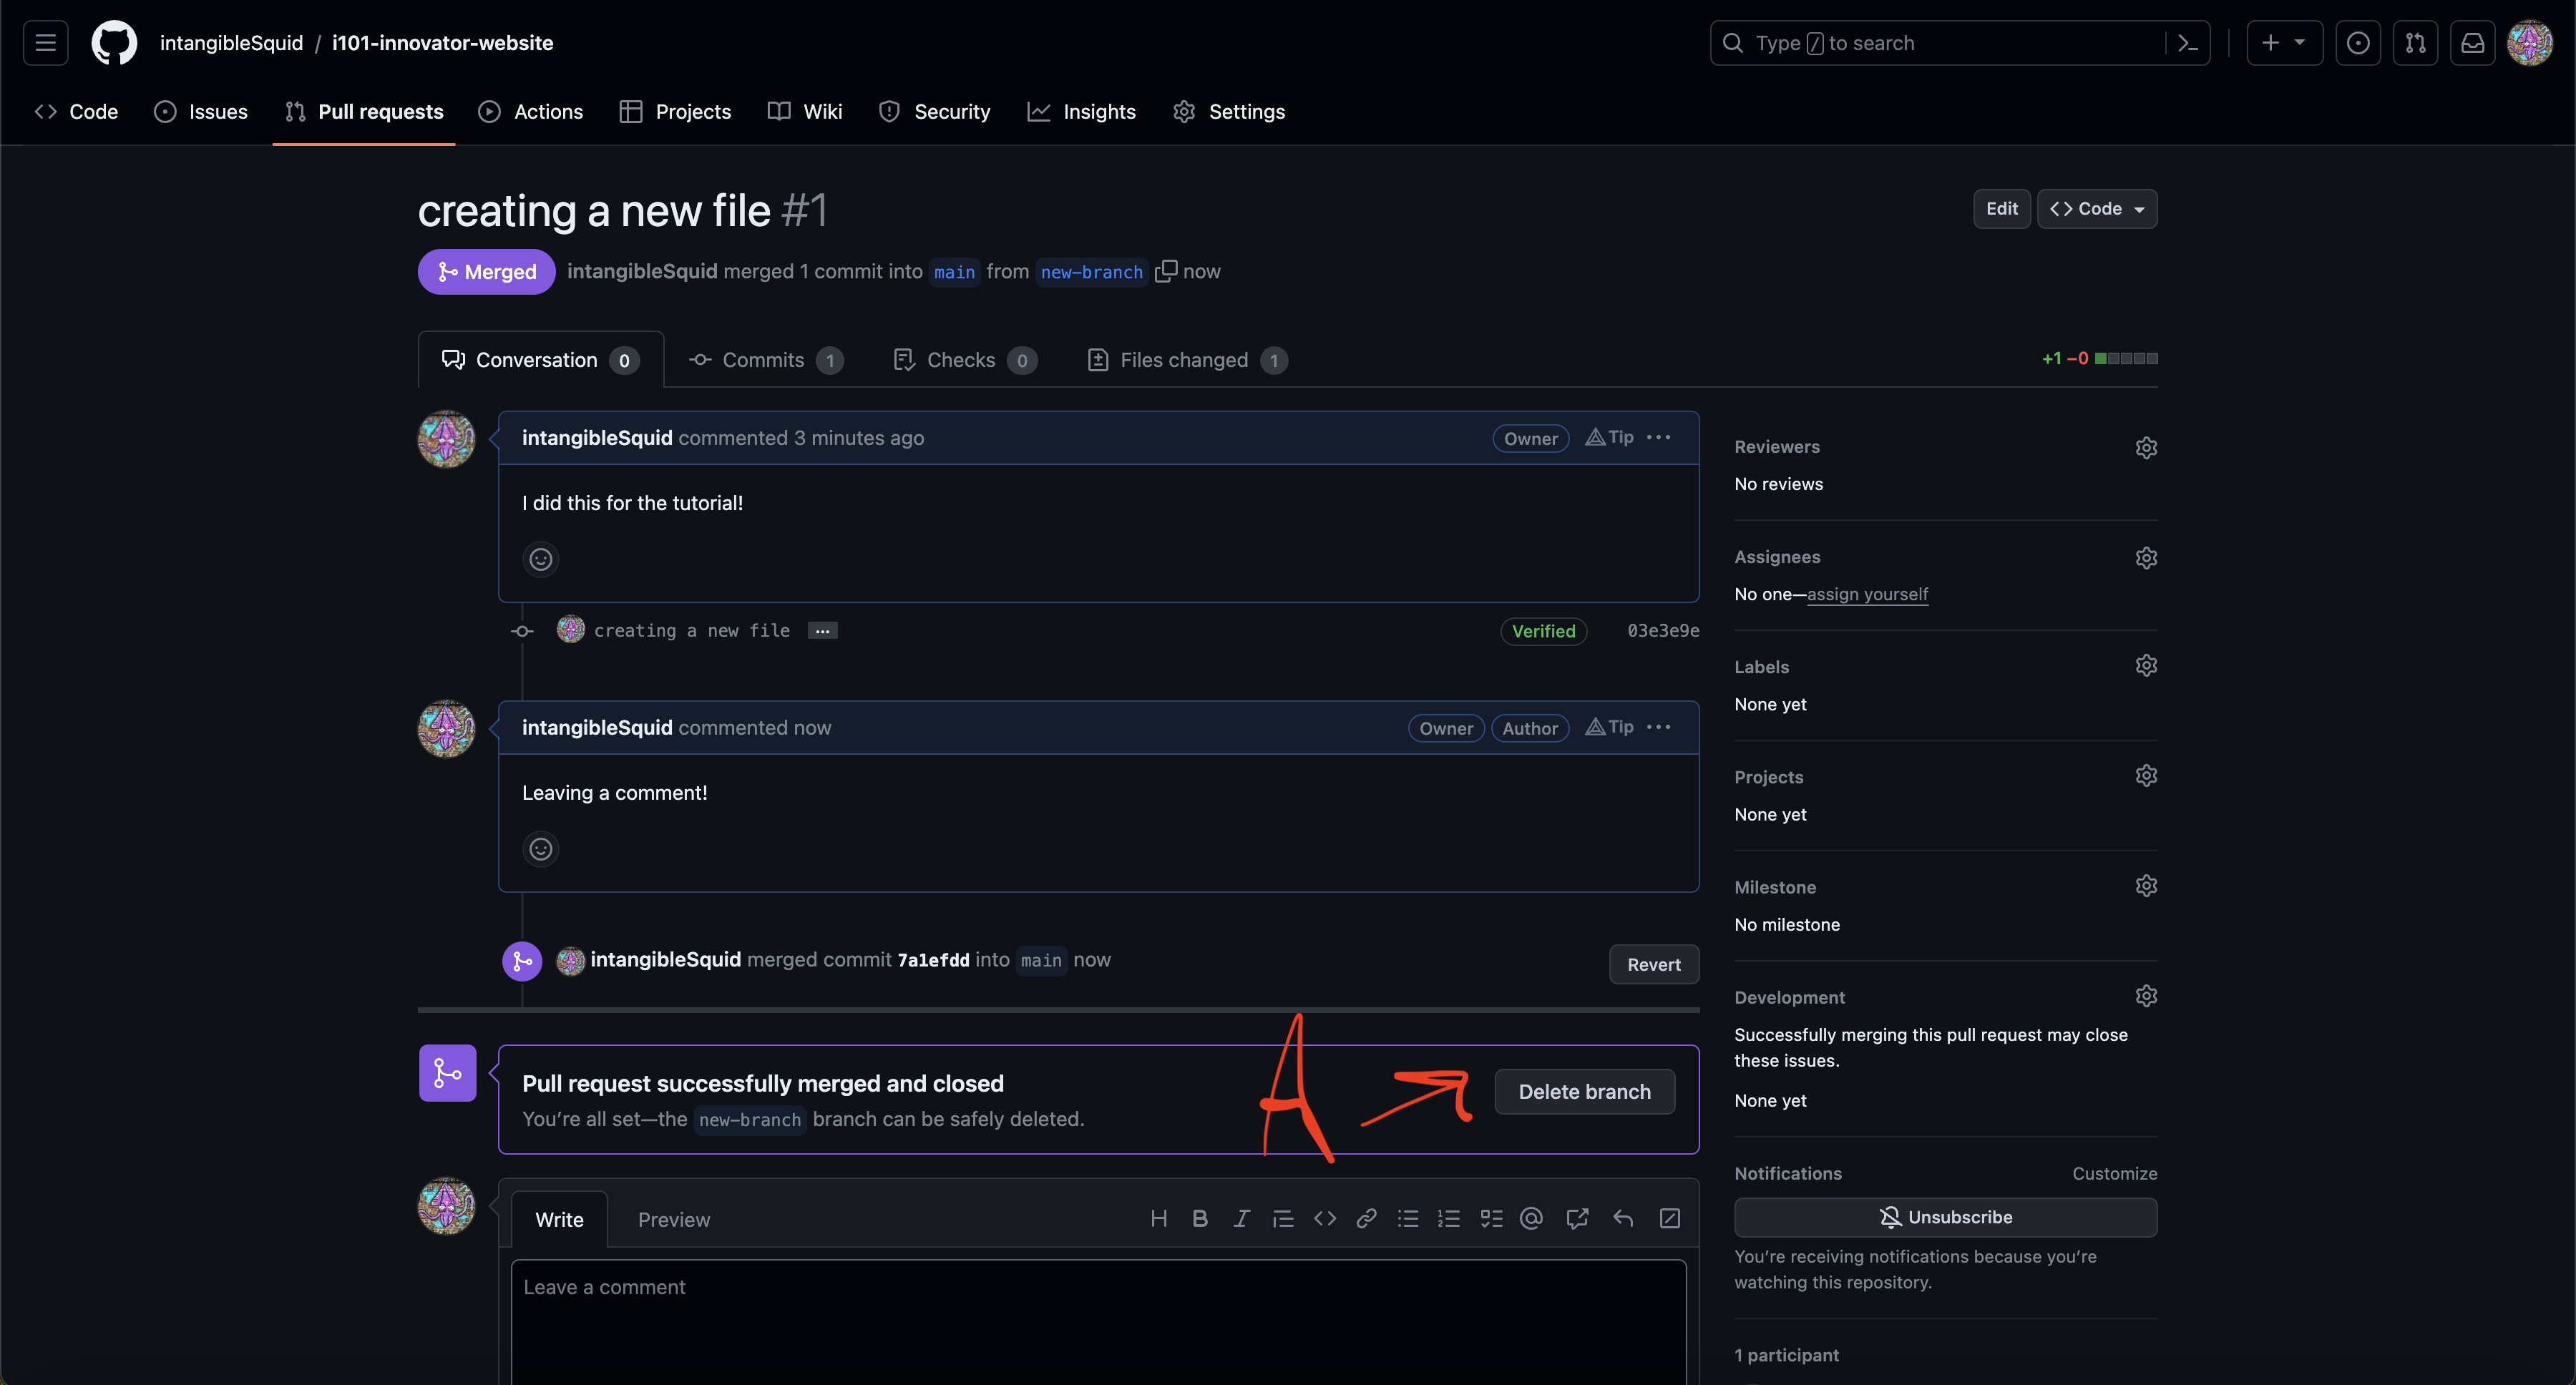 intangibleSquid / i101-innovator-website
Type / to search
Code Issues Pull requests Actions Projects Wiki Security Insights Settings
creating a new file #1
Edit Code
Merged intangibleSquid merged 1 commit into main from new-branch now
Conversation 0 Commits 1 Checks 0 Files changed 1
+1 −0
intangibleSquid commented 3 minutes ago
Owner Tip
I did this for the tutorial!
creating a new file ... Verified 03e3e9e
intangibleSquid commented now
Owner Author Tip
Leaving a comment!
intangibleSquid merged commit 7a1efdd into main now
Revert
Pull request successfully merged and closed
You’re all set—the new-branch branch can be safely deleted.
A
Delete branch
Write Preview
Leave a comment
Reviewers
No reviews
Assignees
No one—assign yourself
Labels
None yet
Projects
None yet
Milestone
No milestone
Development
Successfully merging this pull request may close
these issues.
None yet
Notifications Customize
Unsubscribe
You’re receiving notifications because you’re
watching this repository.
1 participant